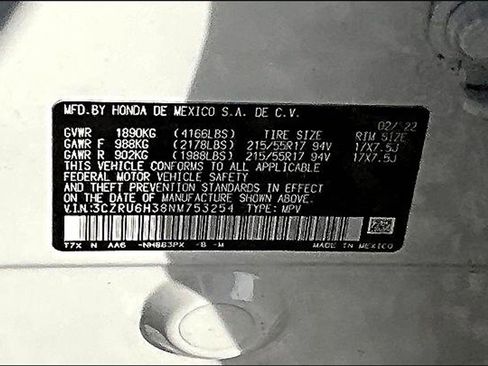 MFD.BY HONDA DE MEXICO S.A. DE C.V.
02/22
GVWR 1890KG (4166LBS) TIRE SIZE RIM SIZE
GAWR F 988KG (2178LBS) 215/55R17 94V 17X7.5J
GAWR R 902KG (1988LBS) 215/55R17 94V 17X7.5J
THIS VEHICLE CONFORMS TO ALL APPLICABLE
FEDERAL MOTOR VEHICLE SAFETY
AND THEFT PREVENTION STANDARDS IN EFFECT
ON THE DATE OF MANUFACTURE SHOWN ABOVE.
V.I.N.:3CZRU6H38NM753254 TYPE: MPV
T7X N AA6 -NH883PX -B -M MADE IN MEXICO